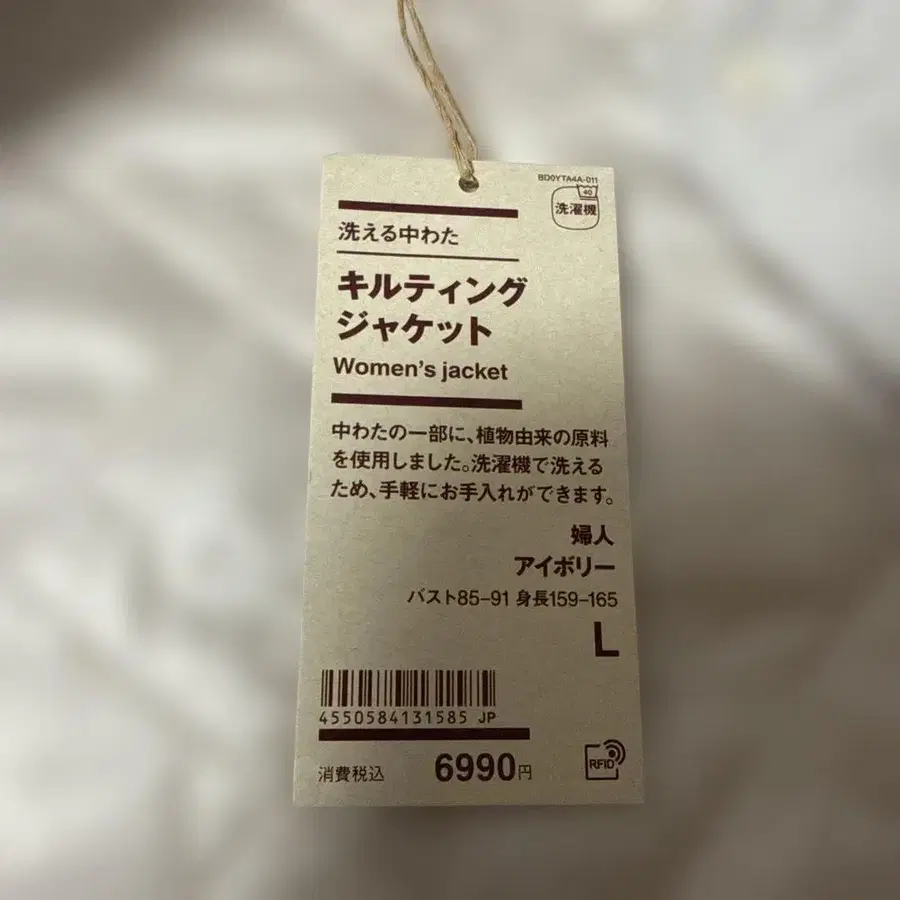 BD0YTA4A-011
40
洗濯機
洗える中わた
キルティング
ジャケット
Women's jacket
中わたの一部に、植物由来の原料
を使用しました。洗濯機で洗える
ため、手軽にお手入れができます。
婦人
アイボリー
バスト85-91 身長159-165
L
4550584131585 JP
消費税込 6990円
RFID